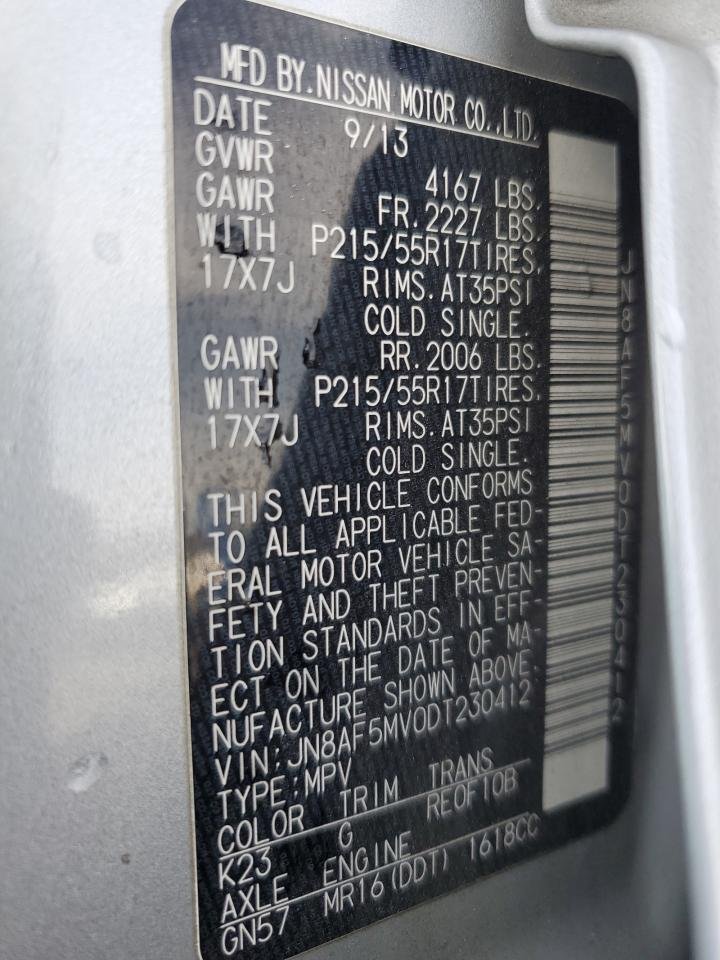 MFD BY.NISSAN MOTOR CO.,LTD.
DATE 9/13
GVWR 4167 LBS.
GAWR FR.2227 LBS.
WITH P215/55R17TIRES.
17X7J RIMS.AT35PSI
COLD SINGLE.
GAWR RR.2006 LBS.
WITH P215/55R17TIRES.
17X7J RIMS.AT35PSI
COLD SINGLE.
THIS VEHICLE CONFORMS
TO ALL APPLICABLE FED-
ERAL MOTOR VEHICLE SA-
FETY AND THEFT PREVEN-
TION STANDARDS IN EFF-
ECT ON THE DATE OF MA-
NUFACTURE SHOWN ABOVE.
VIN:JN8AF5MV0DT230412
TYPE:MPV
COLOR TRIM TRANS
K23 G RE0F10B
AXLE ENGINE
GN57 MR16(DDT) 1618CC
JN8AF5MV0DT230412